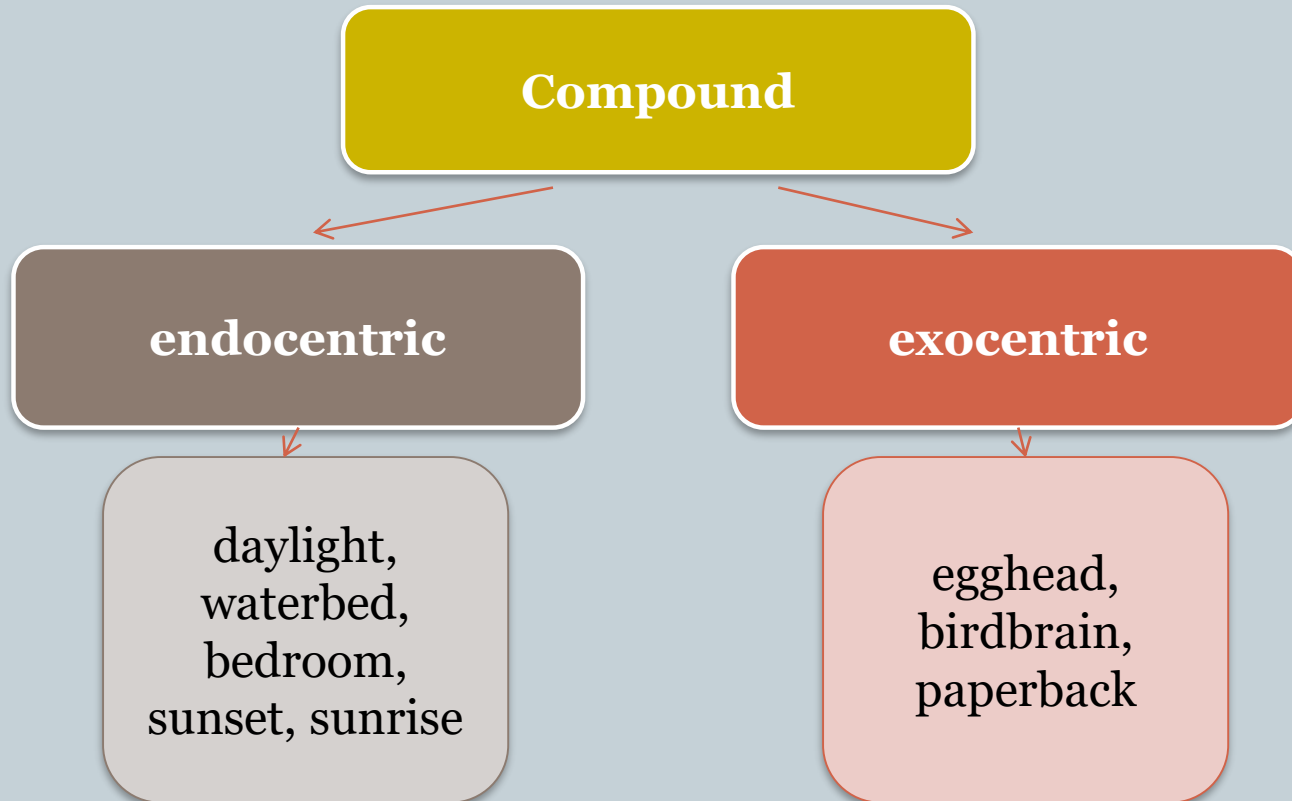 Compound
endocentric
exocentric
daylight,
waterbed,
bedroom,
sunset, sunrise
egghead,
birdbrain,
paperback